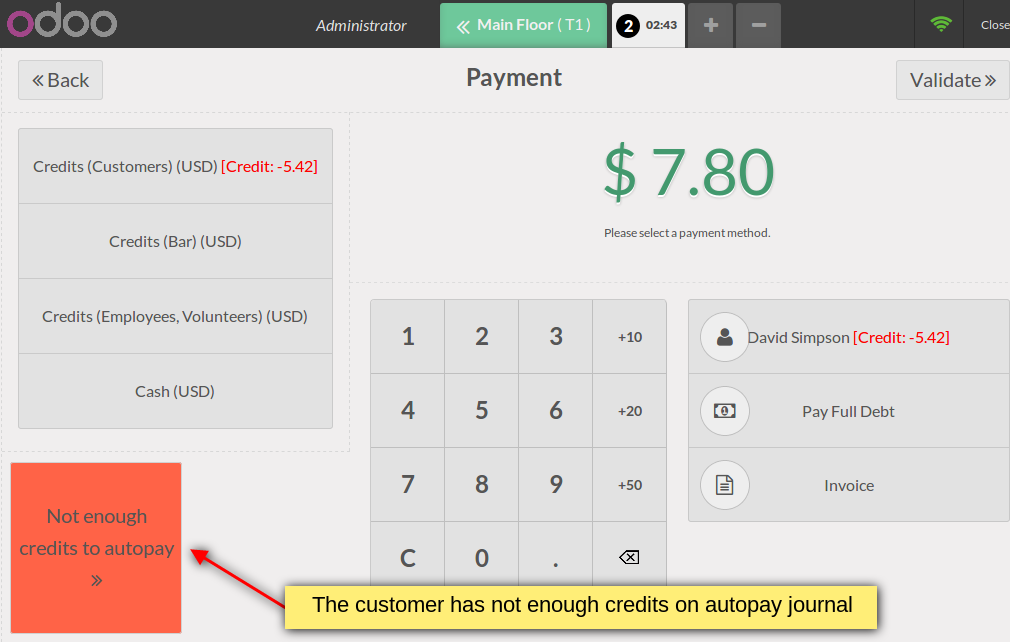 odoo
Administrator
« Main Floor ( T1 )
2 02:43
+
−
Close
« Back
Payment
Validate »
Credits (Customers) (USD) [Credit: -5.42]
Credits (Bar) (USD)
Credits (Employees, Volunteers) (USD)
Cash (USD)
$ 7.80
Please select a payment method.
1 2 3 +10
4 5 6 +20
7 8 9 +50
C 0 .
David Simpson [Credit: -5.42]
Pay Full Debt
Invoice
Not enough
credits to autopay
»
The customer has not enough credits on autopay journal